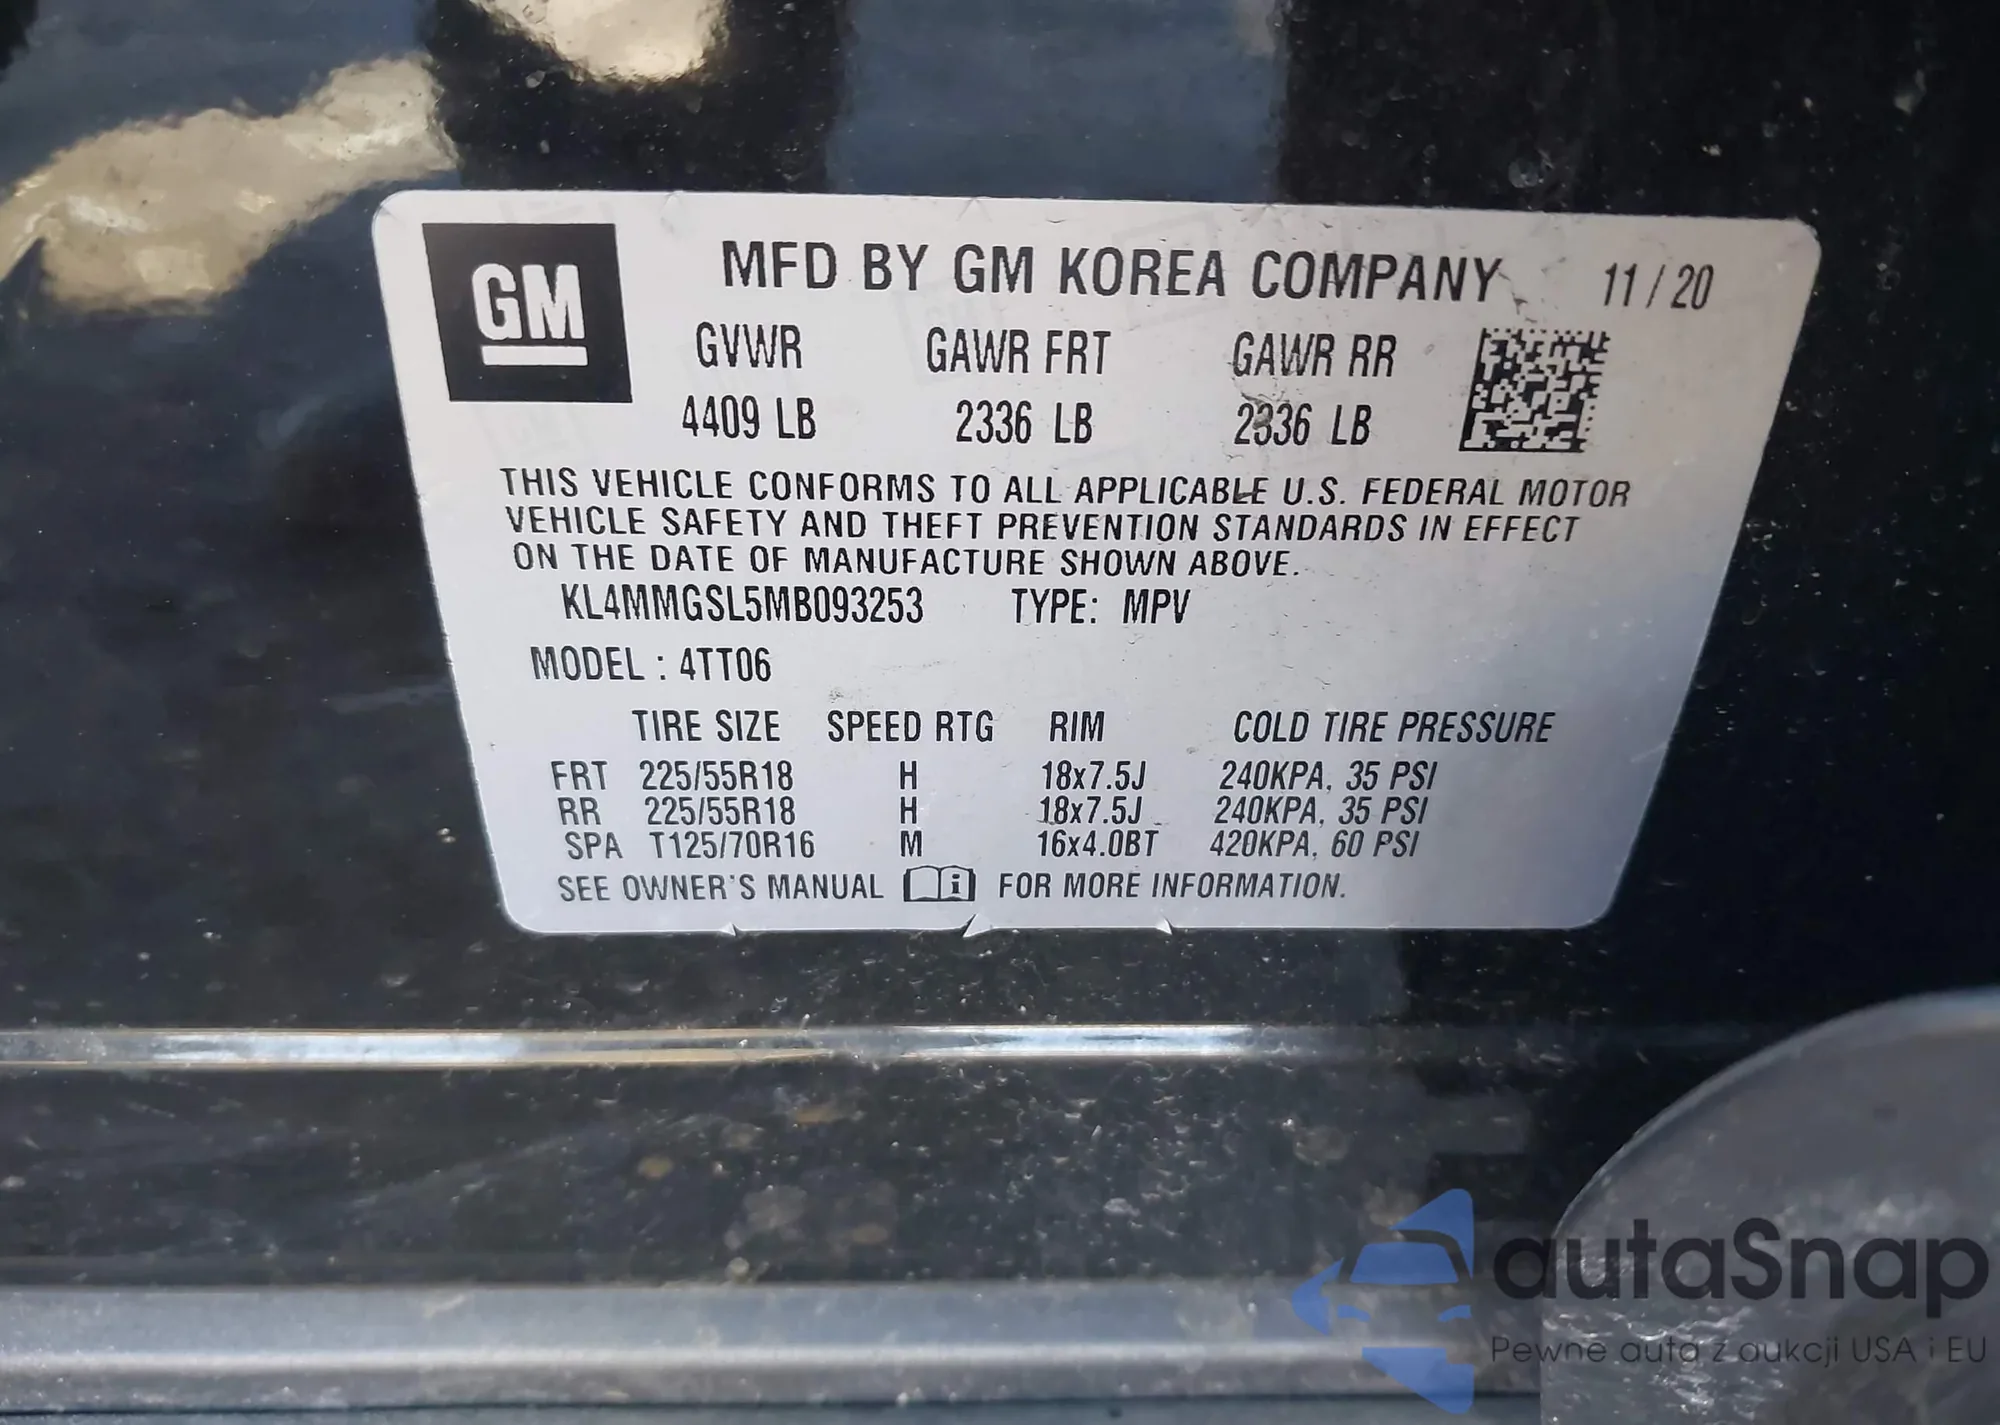 GM
MFD BY GM KOREA COMPANY 11 / 20
GVWR GAWR FRT GAWR RR
4409 LB 2336 LB 2336 LB
THIS VEHICLE CONFORMS TO ALL APPLICABLE U.S. FEDERAL MOTOR
VEHICLE SAFETY AND THEFT PREVENTION STANDARDS IN EFFECT
ON THE DATE OF MANUFACTURE SHOWN ABOVE.
KL4MMGSL5MB093253 TYPE: MPV
MODEL : 4TT06
TIRE SIZE SPEED RTG RIM COLD TIRE PRESSURE
FRT 225/55R18 H 18x7.5J 240KPA, 35 PSI
RR 225/55R18 H 18x7.5J 240KPA, 35 PSI
SPA T125/70R16 M 16x4.0BT 420KPA, 60 PSI
SEE OWNER'S MANUAL i FOR MORE INFORMATION.
autaSnap
Pewne auta z aukcji USA i EU